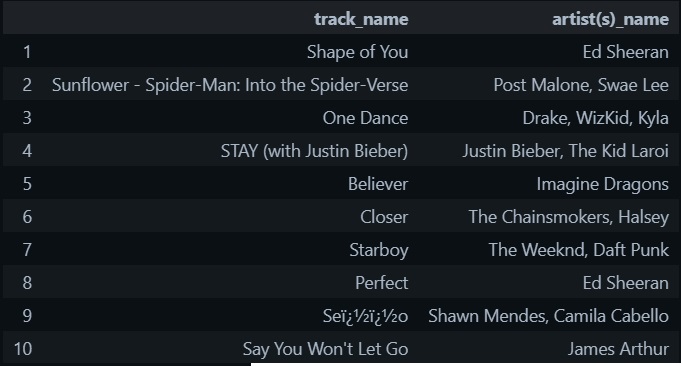 track_name artist(s)_name
1 Shape of You Ed Sheeran
2 Sunflower - Spider-Man: Into the Spider-Verse Post Malone, Swae Lee
3 One Dance Drake, WizKid, Kyla
4 STAY (with Justin Bieber) Justin Bieber, The Kid Laroi
5 Believer Imagine Dragons
6 Closer The Chainsmokers, Halsey
7 Starboy The Weeknd, Daft Punk
8 Perfect Ed Sheeran
9 Seï¿½ï¿½o Shawn Mendes, Camila Cabello
10 Say You Won't Let Go James Arthur